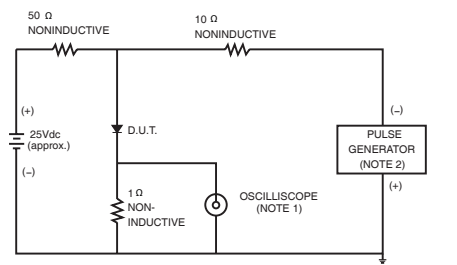 50 Ω
NONINDUCTIVE
10 Ω
NONINDUCTIVE
(+)
25Vdc
(approx.)
(−)
D.U.T.
1 Ω
NON-
INDUCTIVE
OSCILLISCOPE
(NOTE 1)
(−)
PULSE
GENERATOR
(NOTE 2)
(+)